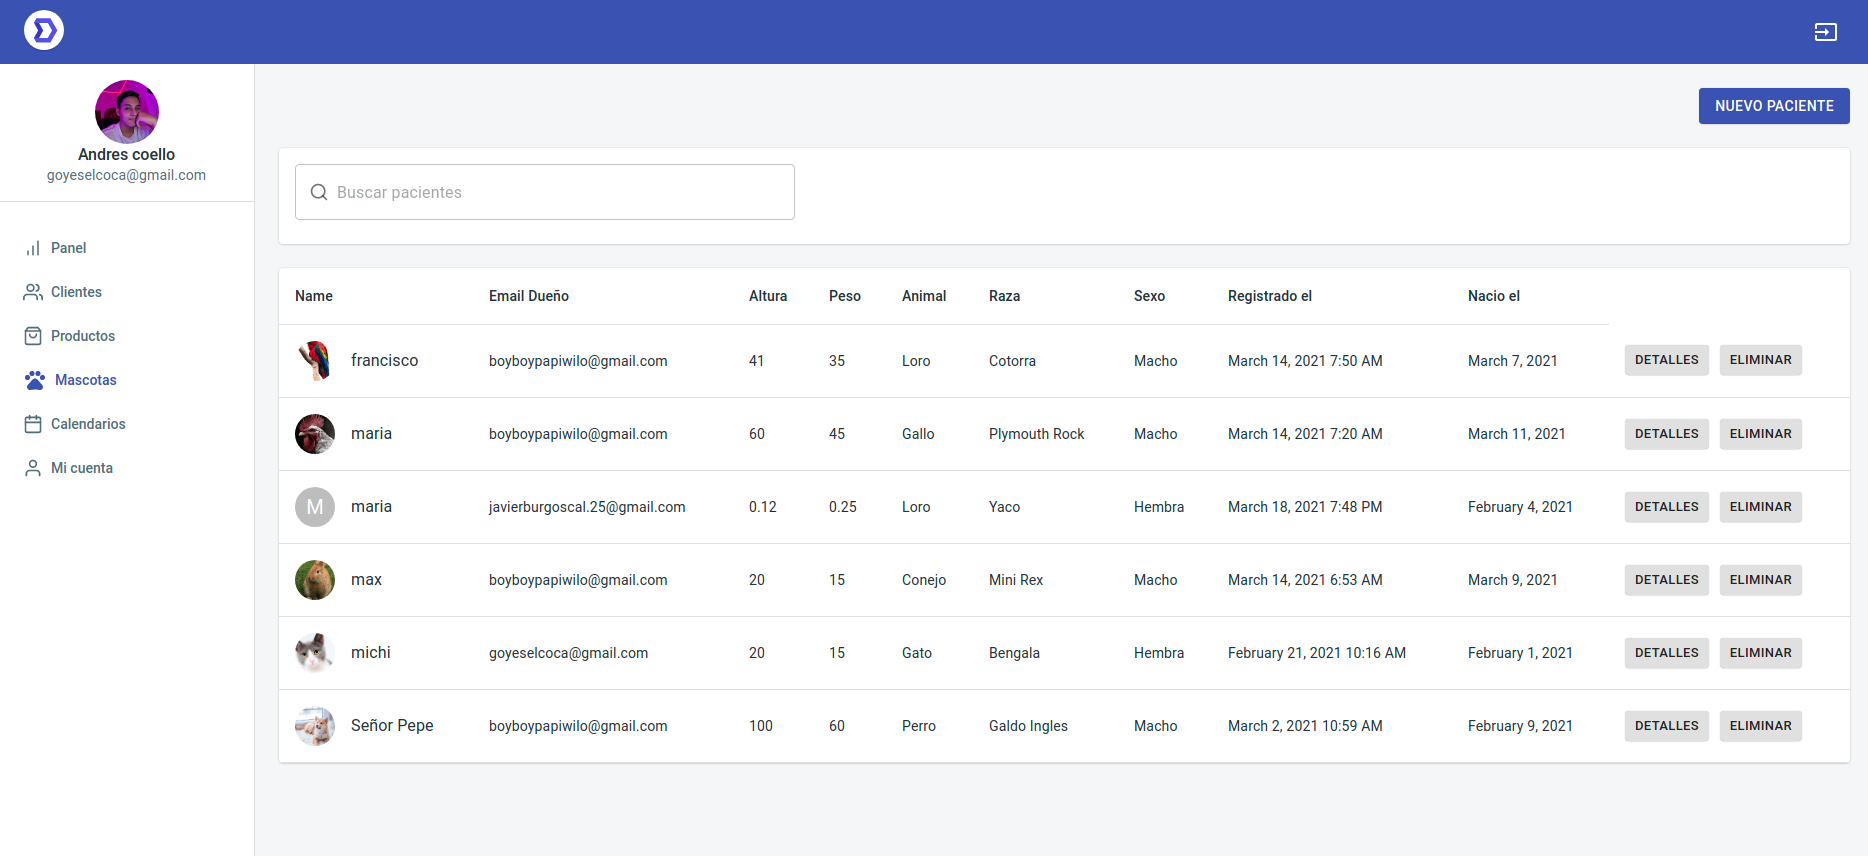 Andres coello
goyeselcoca@gmail.com
Panel
Clientes
Productos
Mascotas
Calendarios
Mi cuenta
NUEVO PACIENTE
Buscar pacientes
Name Email Dueño Altura Peso Animal Raza Sexo Registrado el Nacio el
francisco boyboypapiwilo@gmail.com 41 35 Loro Cotorra Macho March 14, 2021 7:50 AM March 7, 2021 DETALLES ELIMINAR
maria boyboypapiwilo@gmail.com 60 45 Gallo Plymouth Rock Macho March 14, 2021 7:20 AM March 11, 2021 DETALLES ELIMINAR
M maria javierburgoscal.25@gmail.com 0.12 0.25 Loro Yaco Hembra March 18, 2021 7:48 PM February 4, 2021 DETALLES ELIMINAR
max boyboypapiwilo@gmail.com 20 15 Conejo Mini Rex Macho March 14, 2021 6:53 AM March 9, 2021 DETALLES ELIMINAR
michi goyeselcoca@gmail.com 20 15 Gato Bengala Hembra February 21, 2021 10:16 AM February 1, 2021 DETALLES ELIMINAR
Señor Pepe boyboypapiwilo@gmail.com 100 60 Perro Galdo Ingles Macho March 2, 2021 10:59 AM February 9, 2021 DETALLES ELIMINAR